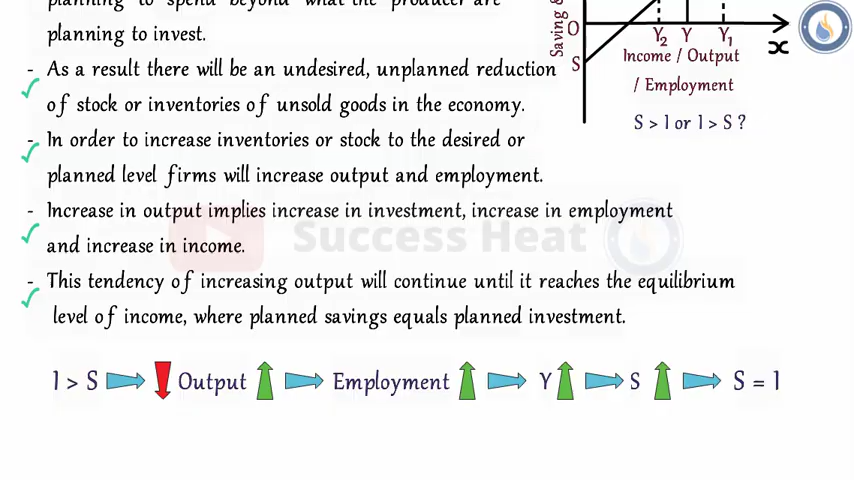 planning to spend beyond what the producer are
planning to invest.
- As a result there will be an undesired, unplanned reduction
of stock or inventories of unsold goods in the economy.
- In order to increase inventories or stock to the desired or
planned level firms will increase output and employment.
- Increase in output implies increase in investment, increase in employment
and increase in income.
- This tendency of increasing output will continue until it reaches the equilibrium
level of income, where planned savings equals planned investment.
I > S Output Employment Y S S = I
Saving &
O
S
Y2 Y Y1
x
Income / Output
/ Employment
S > I or I > S ?
Success Heat